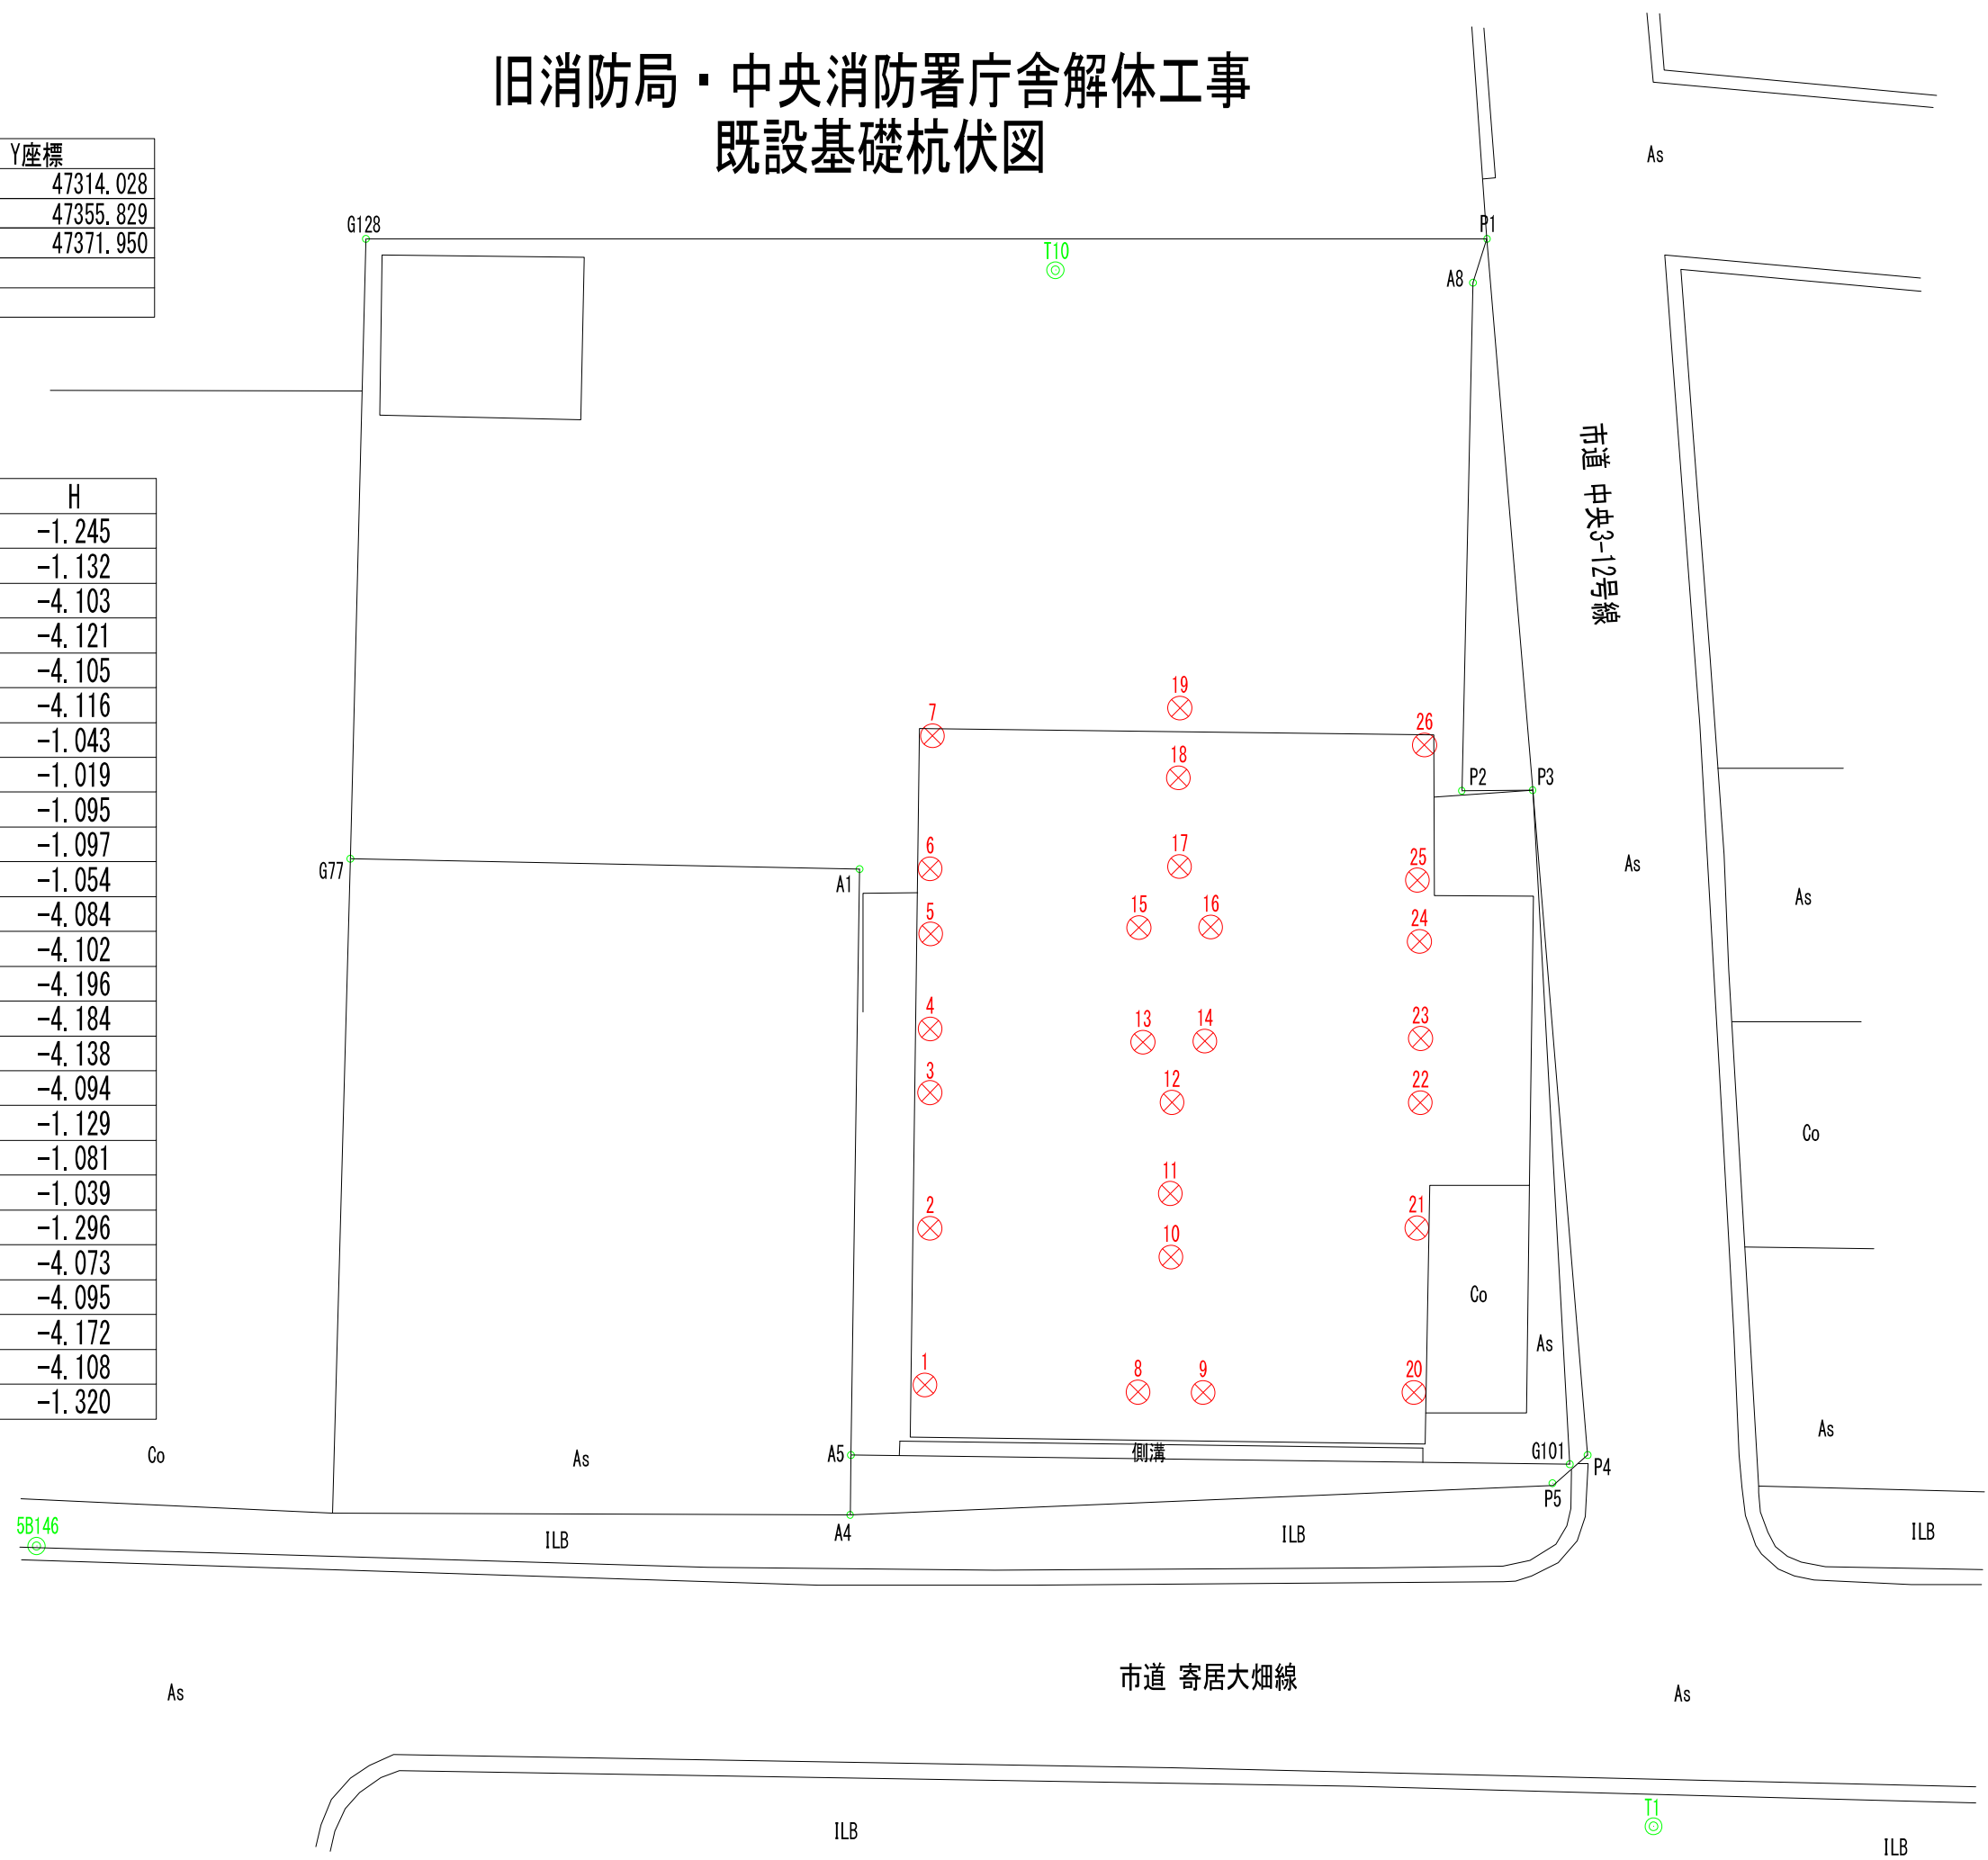 旧消防局・中央消防署庁舎解体工事
既設基礎杭伏図
Y座標
47314.028
47355.829
47371.950
H
-1.245
-1.132
-4.103
-4.121
-4.105
-4.116
-1.043
-1.019
-1.095
-1.097
-1.054
-4.084
-4.102
-4.196
-4.184
-4.138
-4.094
-1.129
-1.081
-1.039
-1.296
-4.073
-4.095
-4.172
-4.108
-1.320
G128
T10
P1
A8
As
市道 中央3-12号線
19
7
26
18
P2
P3
6
17
25
G77
A1
As
5
15
16
24
As
4
13
14
23
3
12
22
Co
11
2
21
10
Co
As
1
8
9
20
As
Co
As
A5
側溝
G101
P4
P5
5B146
A4
ILB
ILB
ILB
市道 寄居大畑線
As
As
T1
ILB
ILB